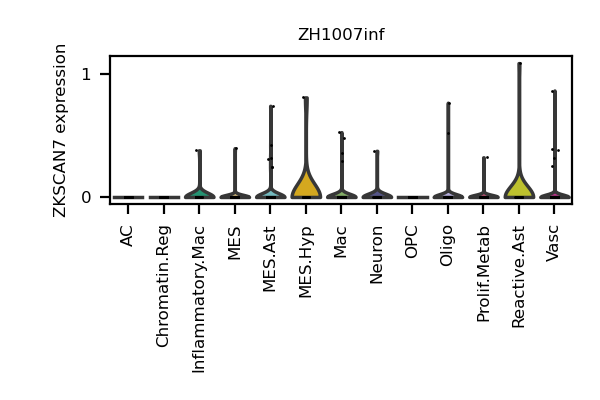 ZH1007inf
ZKSCAN7 expression
1
0
AC
Chromatin.Reg
Inflammatory.Mac
MES
MES.Ast
MES.Hyp
Mac
Neuron
OPC
Oligo
Prolif.Metab
Reactive.Ast
Vasc